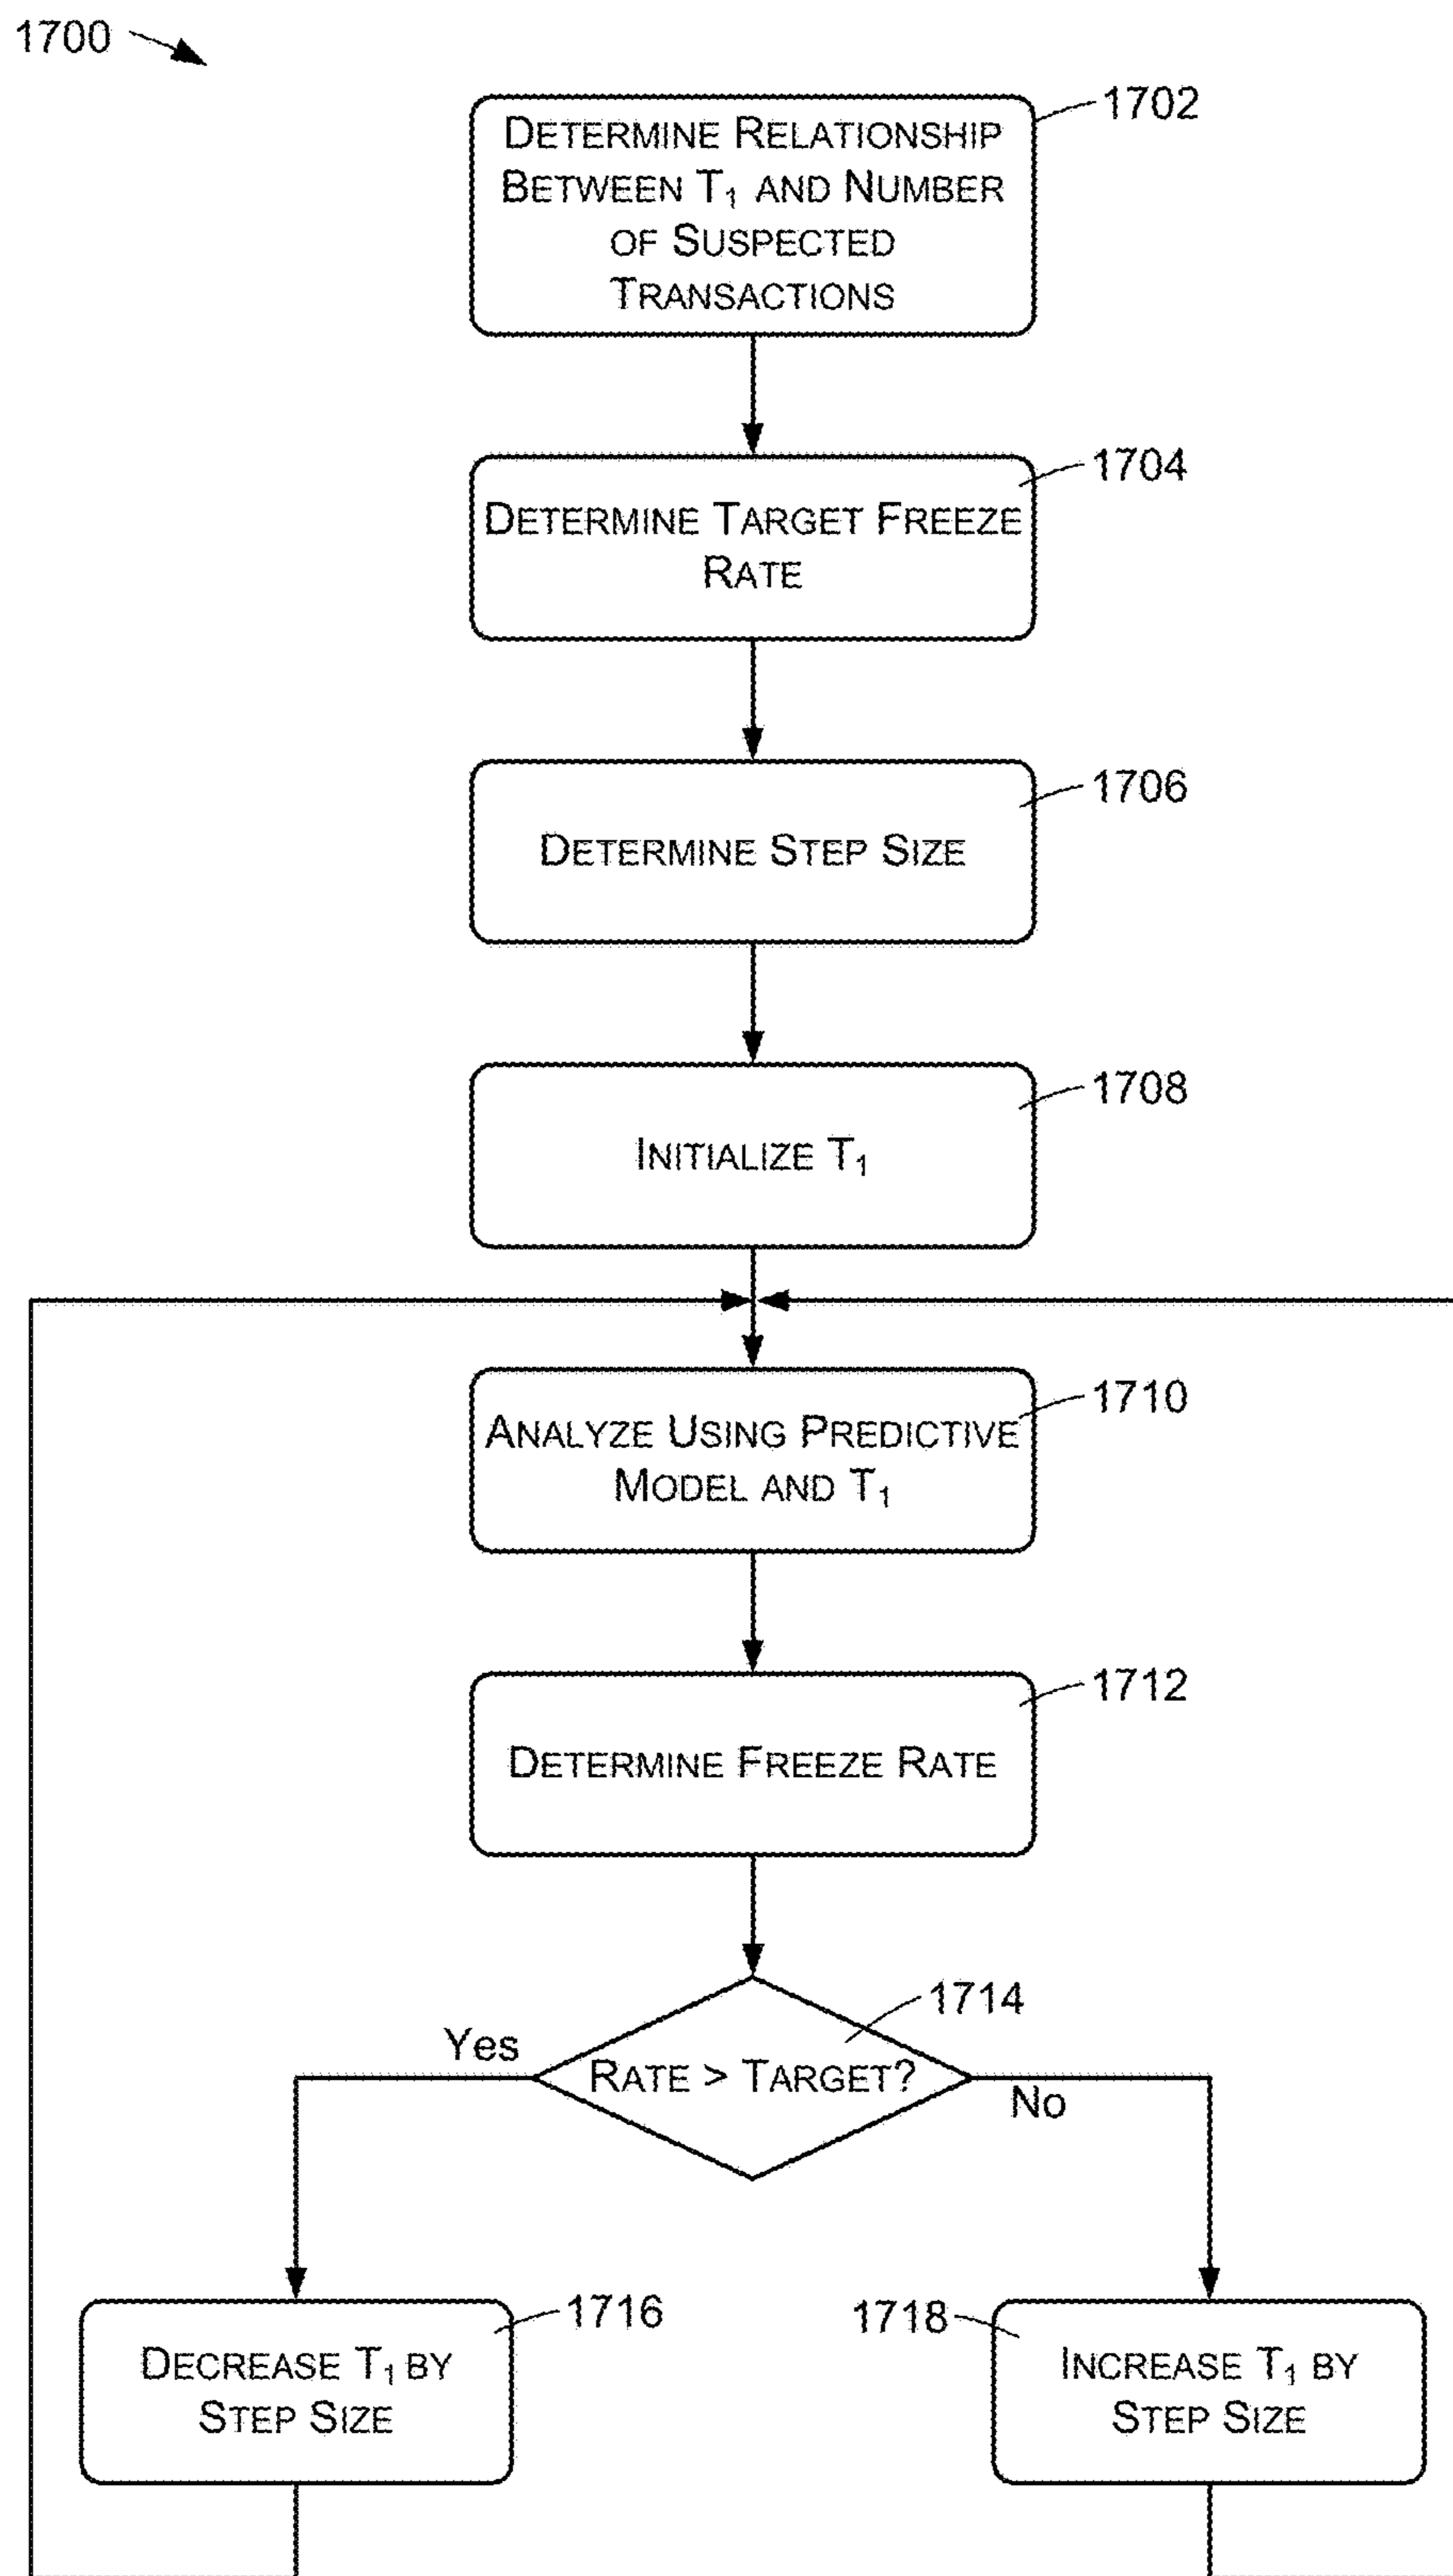 1700
1702
DETERMINE RELATIONSHIP
BETWEEN T₁ AND NUMBER
OF SUSPECTED
TRANSACTIONS
1704
DETERMINE TARGET FREEZE
RATE
1706
DETERMINE STEP SIZE
1708
INITIALIZE T₁
1710
ANALYZE USING PREDICTIVE
MODEL AND T₁
1712
DETERMINE FREEZE RATE
1714
Yes
RATE > TARGET?
No
1716
DECREASE T₁ BY
STEP SIZE
1718
INCREASE T₁ BY
STEP SIZE